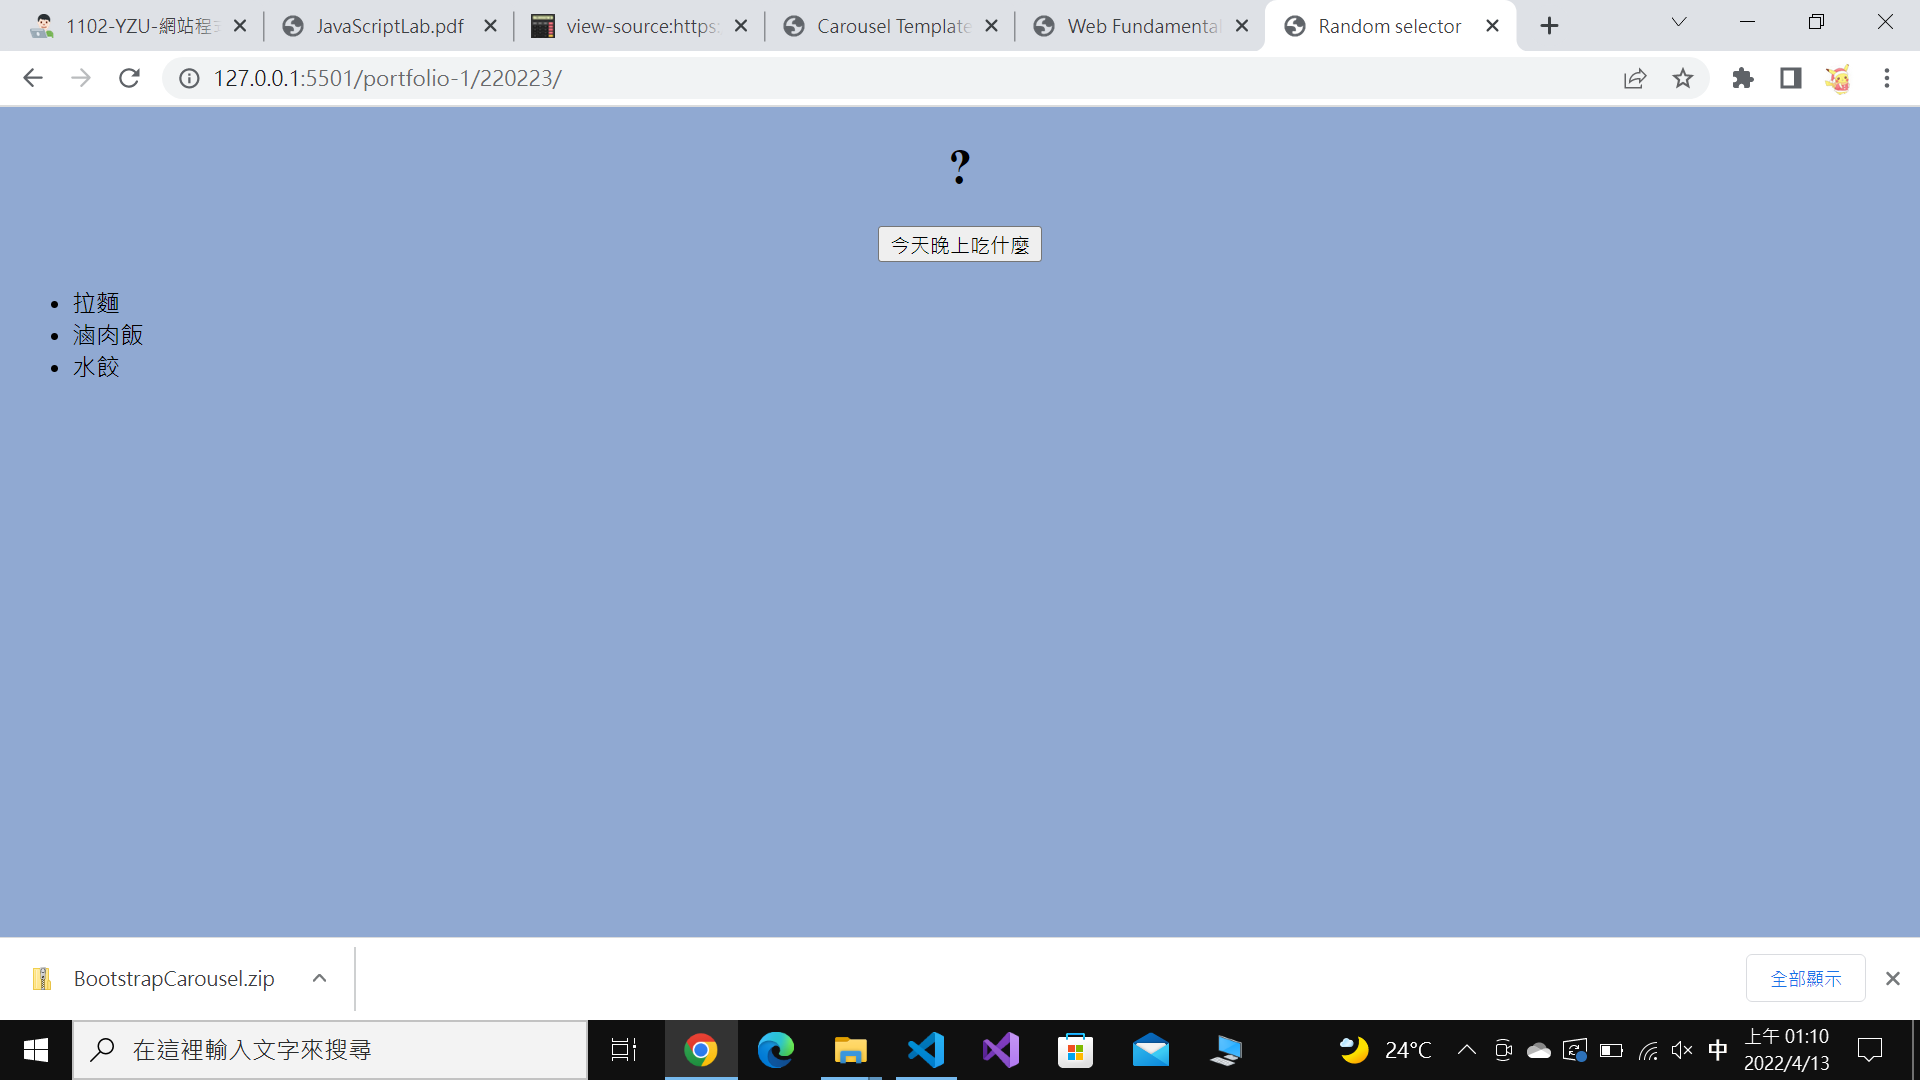 1102-YZU-網站程
JavaScriptLab.pdf
view-source:https:
Carousel Template
Web Fundamental
Random selector
127.0.0.1:5501/portfolio-1/220223/
?
今天晚上吃什麼
拉麵
滷肉飯
水餃
BootstrapCarousel.zip
全部顯示
在這裡輸入文字來搜尋
24°C
中
上午 01:10
2022/4/13